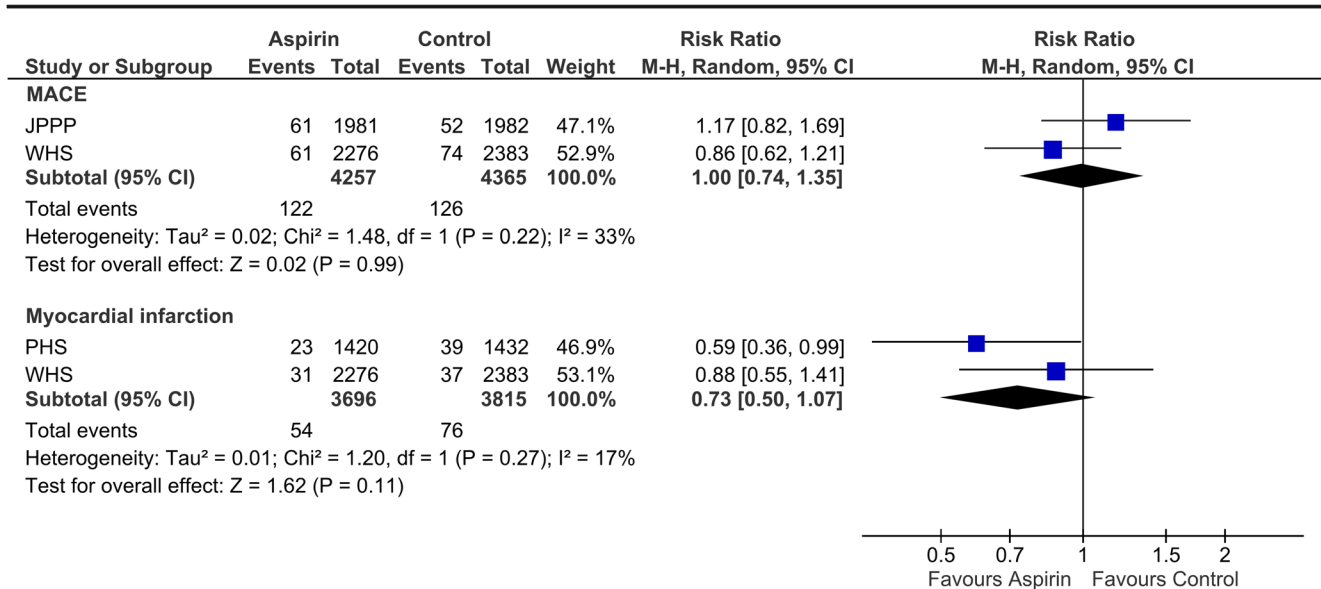 Aspirin Control Risk Ratio Risk Ratio
Study or Subgroup Events Total Events Total Weight M-H, Random, 95% CI M-H, Random, 95% CI
MACE
JPPP 61 1981 52 1982 47.1% 1.17 [0.82, 1.69]
WHS 61 2276 74 2383 52.9% 0.86 [0.62, 1.21]
Subtotal (95% CI) 4257 4365 100.0% 1.00 [0.74, 1.35]
Total events 122 126
Heterogeneity: Tau² = 0.02; Chi² = 1.48, df = 1 (P = 0.22); I² = 33%
Test for overall effect: Z = 0.02 (P = 0.99)
Myocardial infarction
PHS 23 1420 39 1432 46.9% 0.59 [0.36, 0.99]
WHS 31 2276 37 2383 53.1% 0.88 [0.55, 1.41]
Subtotal (95% CI) 3696 3815 100.0% 0.73 [0.50, 1.07]
Total events 54 76
Heterogeneity: Tau² = 0.01; Chi² = 1.20, df = 1 (P = 0.27); I² = 17%
Test for overall effect: Z = 1.62 (P = 0.11)
0.5 0.7 1 1.5 2
Favours Aspirin Favours Control